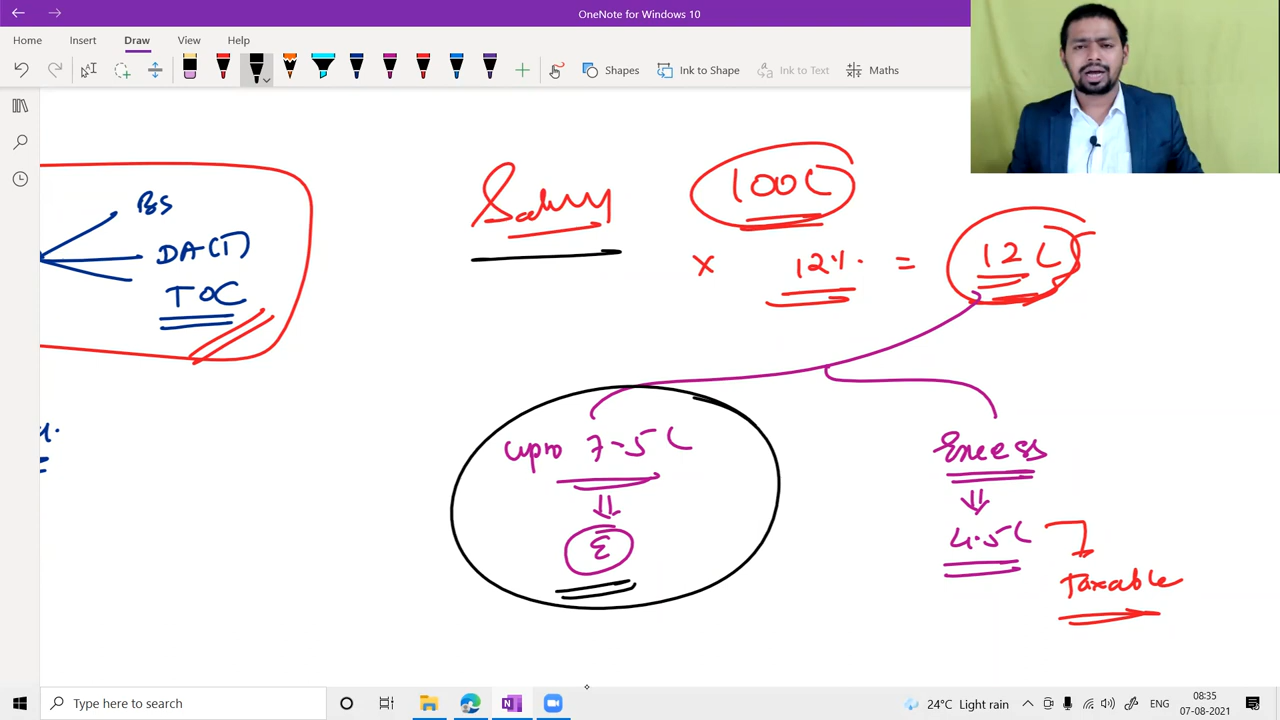 OneNote for Windows 10
Home Insert Draw View Help
Shapes Ink to Shape Ink to Text Maths
BS
DA(T)
TOC
Salary 100L
x 12% = 12L
upto 7.5L
E
Excess
4.5L
Taxable
Type here to search
24°C Light rain ENG 08:35
07-08-2021